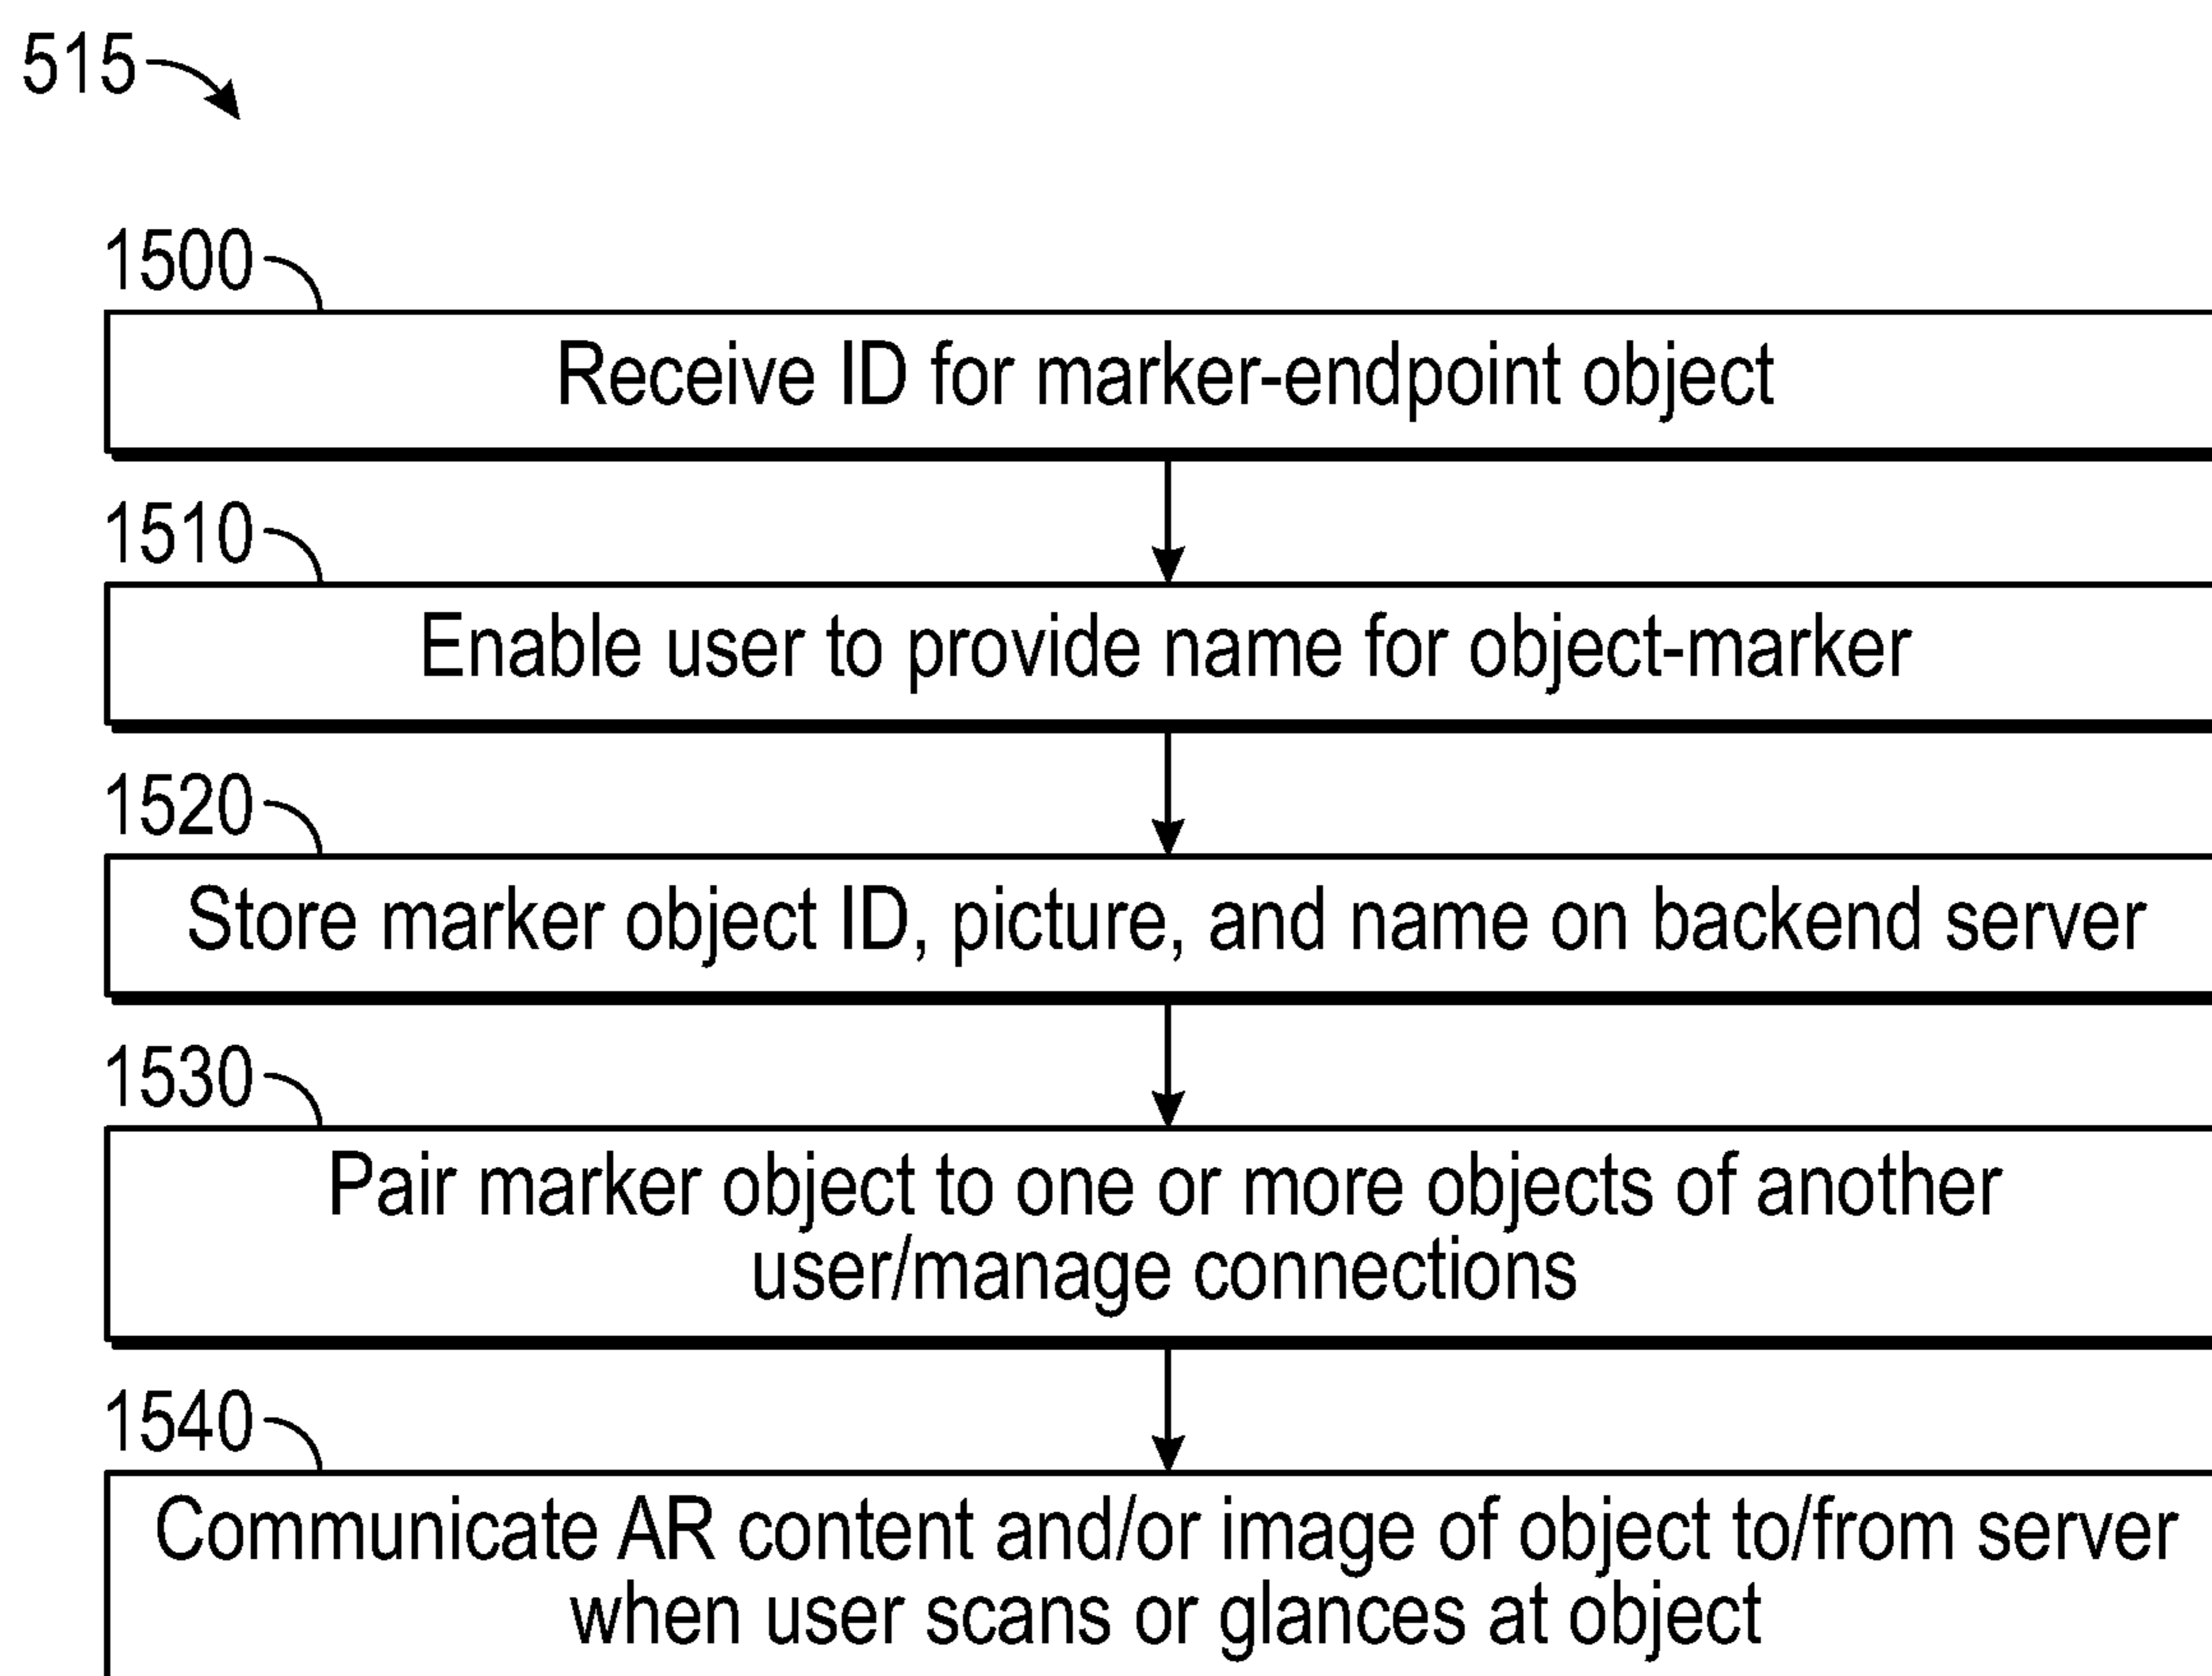 515
1500
Receive ID for marker-endpoint object
1510
Enable user to provide name for object-marker
1520
Store marker object ID, picture, and name on backend server
1530
Pair marker object to one or more objects of another
user/manage connections
1540
Communicate AR content and/or image of object to/from server
when user scans or glances at object